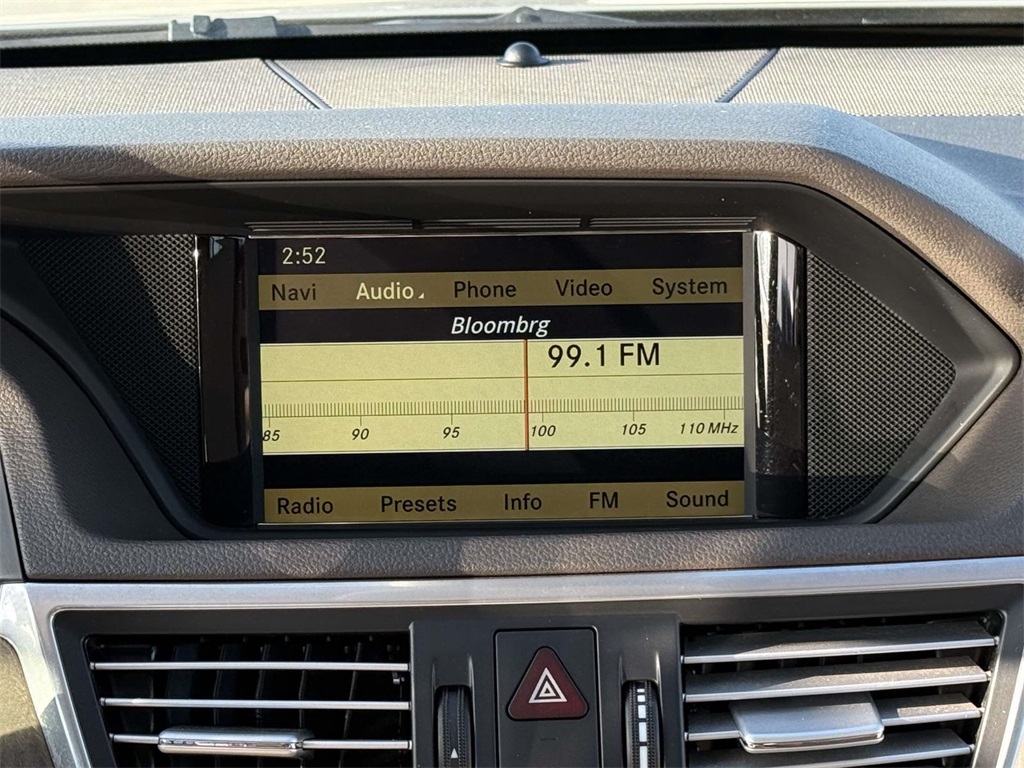 2:52
Navi Audio Phone Video System
Bloombrg
99.1 FM
85 90 95 100 105 110 MHz
Radio Presets Info FM Sound